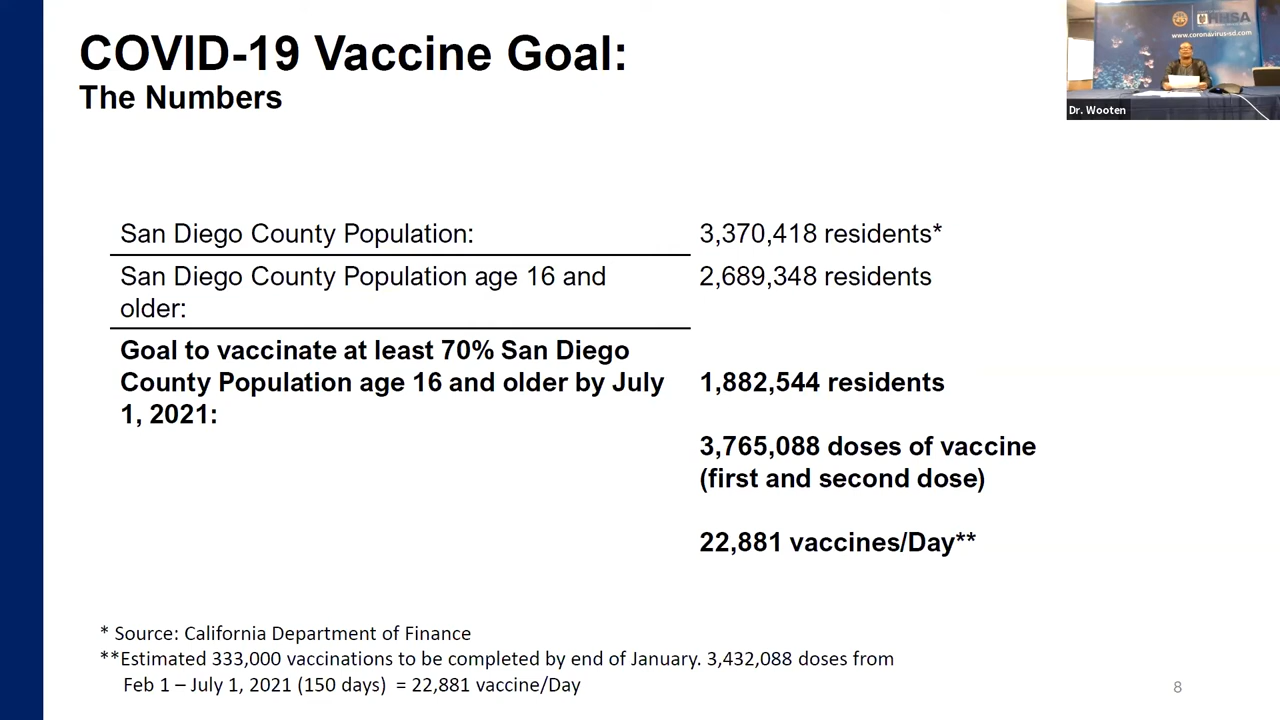 COVID-19 Vaccine Goal:
The Numbers
HHSA
www.coronavirus-sd.com
Dr. Wooten
San Diego County Population:
3,370,418 residents*
San Diego County Population age 16 and
older:
2,689,348 residents
Goal to vaccinate at least 70% San Diego
County Population age 16 and older by July
1, 2021:
1,882,544 residents
3,765,088 doses of vaccine
(first and second dose)
22,881 vaccines/Day**
* Source: California Department of Finance
**Estimated 333,000 vaccinations to be completed by end of January. 3,432,088 doses from
Feb 1 – July 1, 2021 (150 days) = 22,881 vaccine/Day
8